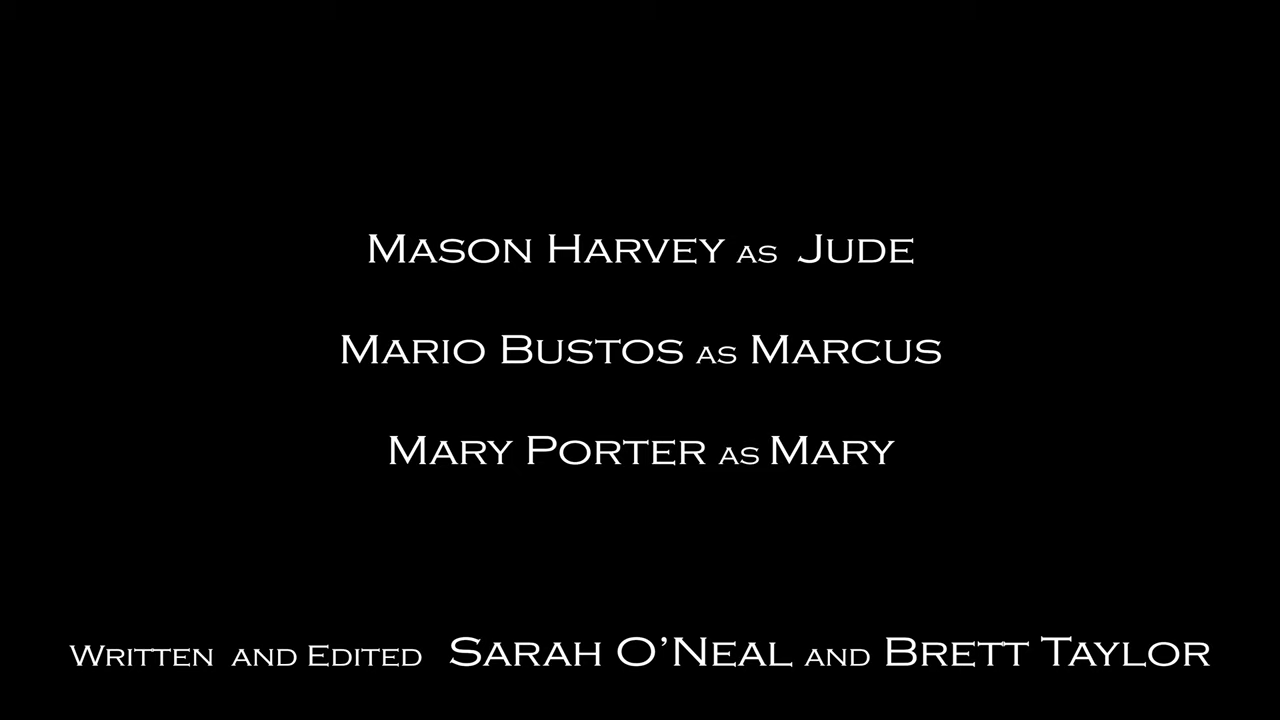 Mason Harvey as Jude
Mario Bustos as Marcus
Mary Porter as Mary
Written and Edited Sarah O’Neal and Brett Taylor